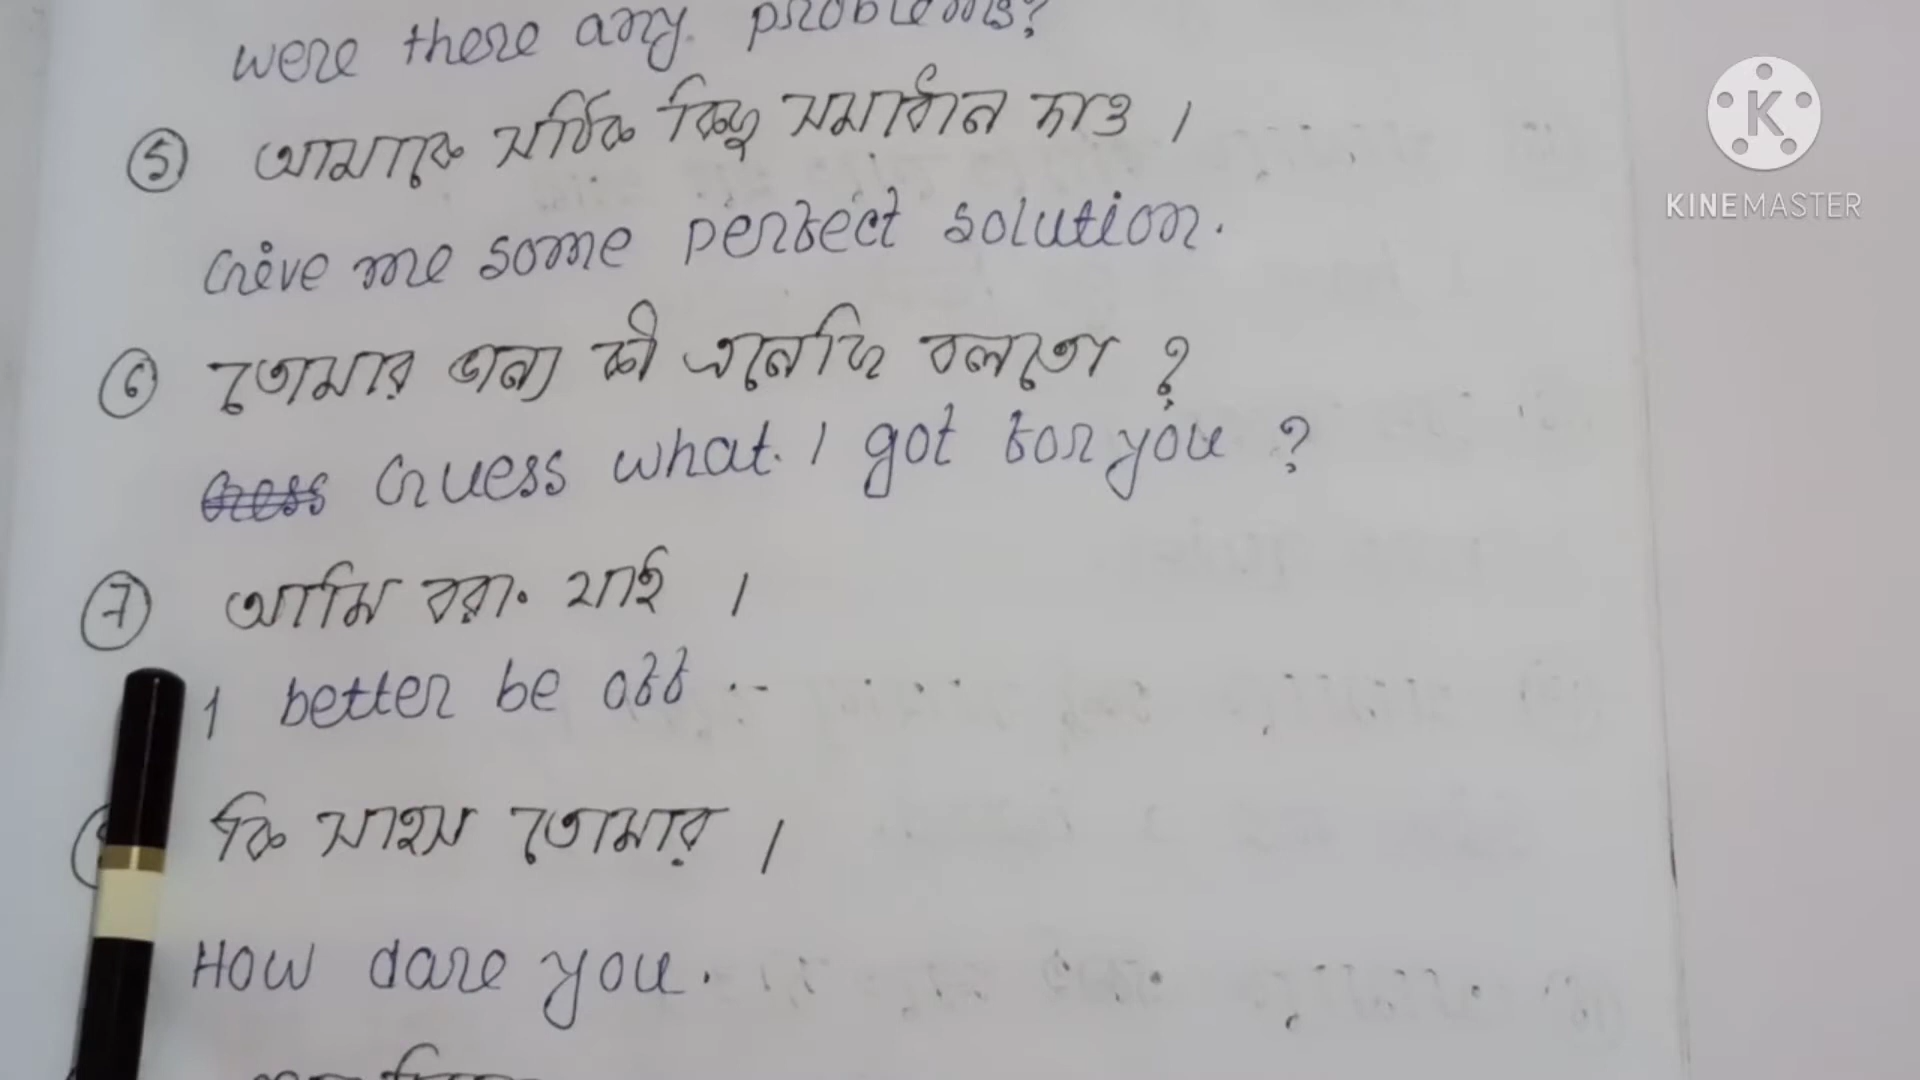 were there any problems?
⑤ আমাকে সঠিক কিছু সমাধান দাও ।
Give me some perfect solution.
⑥ তোমার জন্য কী এনেছি বলতো ?
Guess what I got for you ?
⑦ আমি বরং যাই ।
I better be off
কি সাহস তোমার ।
How dare you.
KINEMASTER